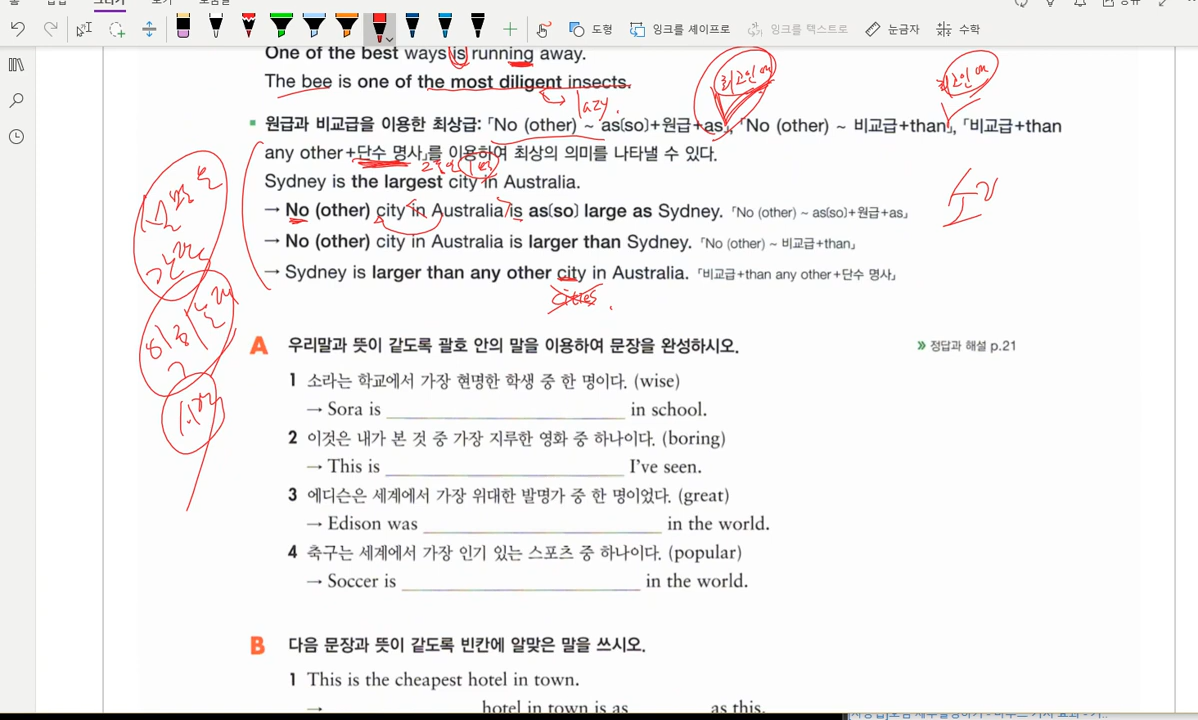 도형
잉크를 셰이프로
잉크를 텍스트로
눈금자
수학
One of the best ways is running away.
The bee is one of the most diligent insects.
lazy.
원급과 비교급을 이용한 최상급: 「No (other) ~ as(so)+원급+as」, 「No (other) ~ 비교급+than」, 「비교급+than
any other+단수 명사」를 이용하여 최상의 의미를 나타낼 수 있다.
Sydney is the largest city in Australia.
→ No (other) city in Australia is as(so) large as Sydney. 「No (other) ~ as(so)+원급+as」
→ No (other) city in Australia is larger than Sydney. 「No (other) ~ 비교급+than」
→ Sydney is larger than any other city in Australia. 「비교급+than any other+단수 명사」
cities
A 우리말과 뜻이 같도록 괄호 안의 말을 이용하여 문장을 완성하시오.
» 정답과 해설 p.21
1 소라는 학교에서 가장 현명한 학생 중 한 명이다. (wise)
→ Sora is ____ in school.
2 이것은 내가 본 것 중 가장 지루한 영화 중 하나이다. (boring)
→ This is ____ I've seen.
3 에디슨은 세계에서 가장 위대한 발명가 중 한 명이었다. (great)
→ Edison was ____ in the world.
4 축구는 세계에서 가장 인기 있는 스포츠 중 하나이다. (popular)
→ Soccer is ____ in the world.
B 다음 문장과 뜻이 같도록 빈칸에 알맞은 말을 쓰시오.
1 This is the cheapest hotel in town.
→ ____ hotel in town is as ____ as this.